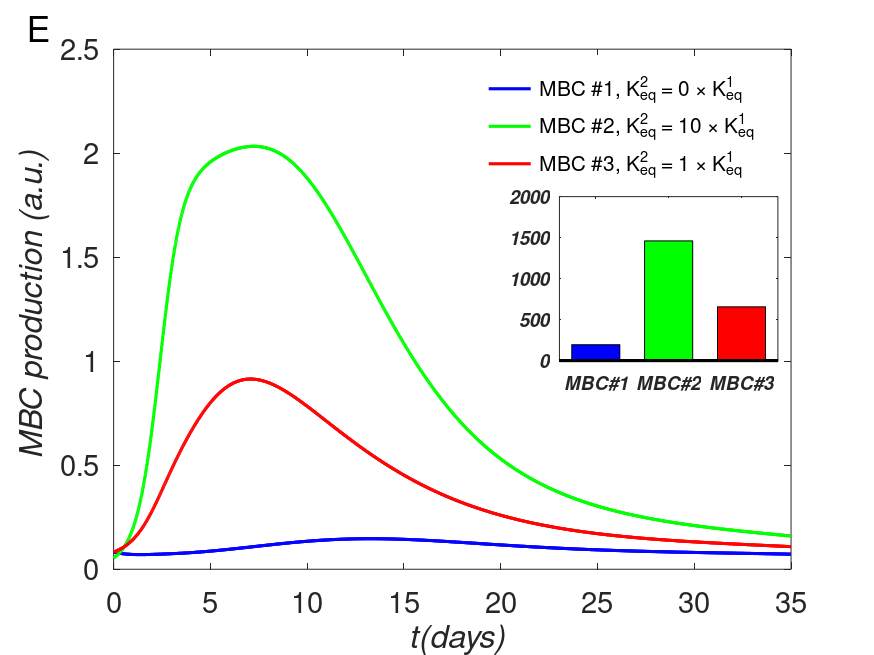 E
2.5
2
1.5
1
0.5
0
MBC production (a.u.)
0 5 10 15 20 25 30 35
t(days)
MBC #1, K²eq = 0 × K¹eq
MBC #2, K²eq = 10 × K¹eq
MBC #3, K²eq = 1 × K¹eq
2000
1500
1000
500
0
MBC#1 MBC#2 MBC#3